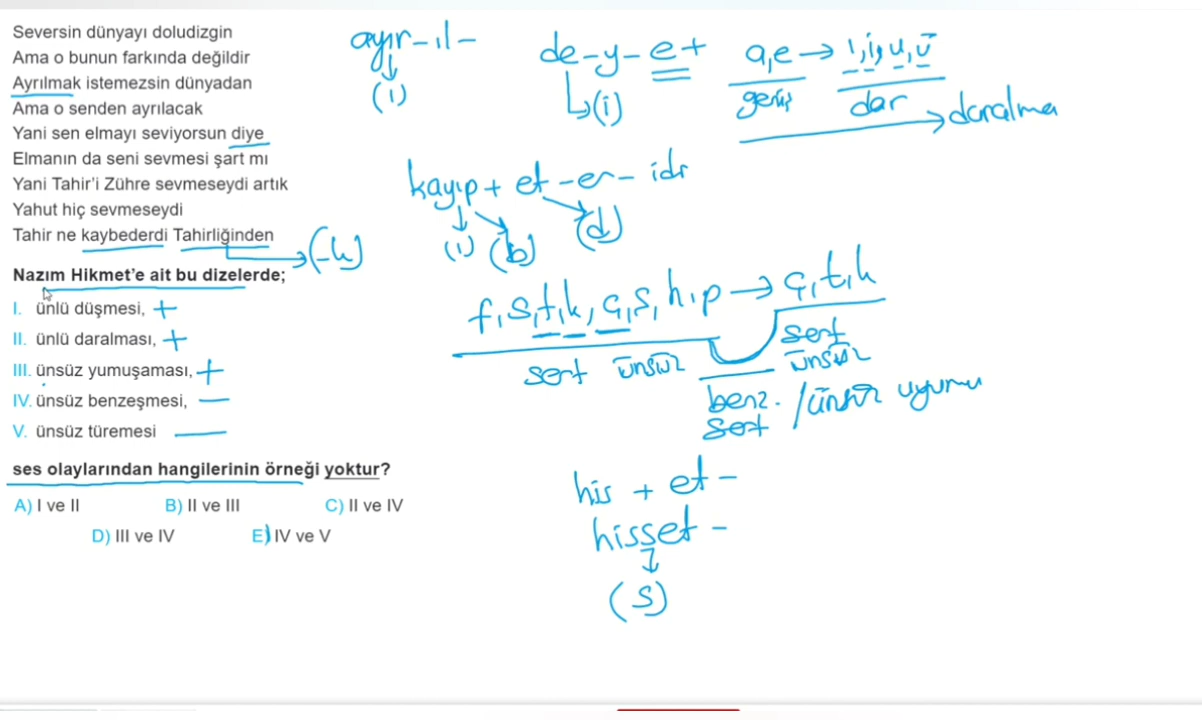 Seversin dünyayı doludizgin
Ama o bunun farkında değildir
Ayrılmak istemezsin dünyadan
Ama o senden ayrılacak
Yani sen elmayı seviyorsun diye
Elmanın da seni sevmesi şart mı
Yani Tahir'i Zühre sevmeseydi artık
Yahut hiç sevmeseydi
Tahir ne kaybederdi Tahirliğinden
(-k)
Nazım Hikmet'e ait bu dizelerde;
I. ünlü düşmesi, +
II. ünlü daralması, +
III. ünsüz yumuşaması, +
IV. ünsüz benzeşmesi, —
V. ünsüz türemesi —
ses olaylarından hangilerinin örneği yoktur?
A) I ve II B) II ve III C) II ve IV
D) III ve IV E) IV ve V
ayır-ıl-
(ı)
de-y-e+
↳(i)
a,e → ı,i,u,ü
geniş dar → daralma
kayıp + et -er- idi
(ı) (b) (d)
f,s,t,k,ç,ş,h,p → ç,t,k
sert ünsüz
sert
ünsüz
benz. /ünsüz uyumu
sert
his + et -
hisset -
(s)